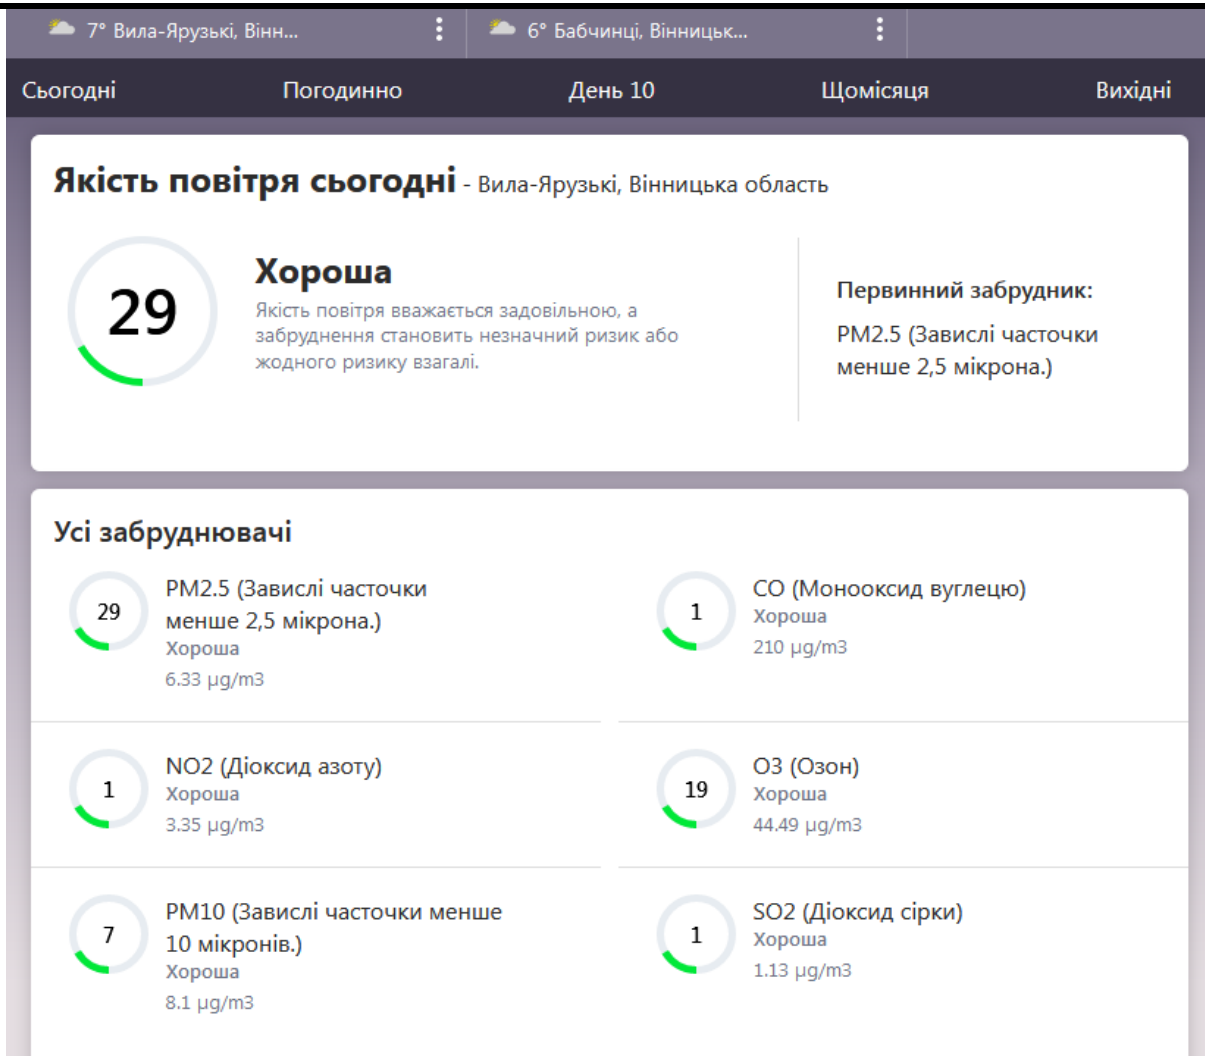 7° Вила-Ярузькі, Вінн...
6° Бабчинці, Вінницьк...
Сьогодні Погодинно День 10 Щомісяця Вихідні
Якість повітря сьогодні - Вила-Ярузькі, Вінницька область
29
Хороша
Якість повітря вважається задовільною, а
забруднення становить незначний ризик або
жодного ризику взагалі.
Первинний забрудник:
PM2.5 (Завислі часточки
менше 2,5 мікрона.)
Усі забруднювачі
29
PM2.5 (Завислі часточки
менше 2,5 мікрона.)
Хороша
6.33 µg/m3
1
CO (Монооксид вуглецю)
Хороша
210 µg/m3
1
NO2 (Діоксид азоту)
Хороша
3.35 µg/m3
19
O3 (Озон)
Хороша
44.49 µg/m3
7
PM10 (Завислі часточки менше
10 мікронів.)
Хороша
8.1 µg/m3
1
SO2 (Діоксид сірки)
Хороша
1.13 µg/m3